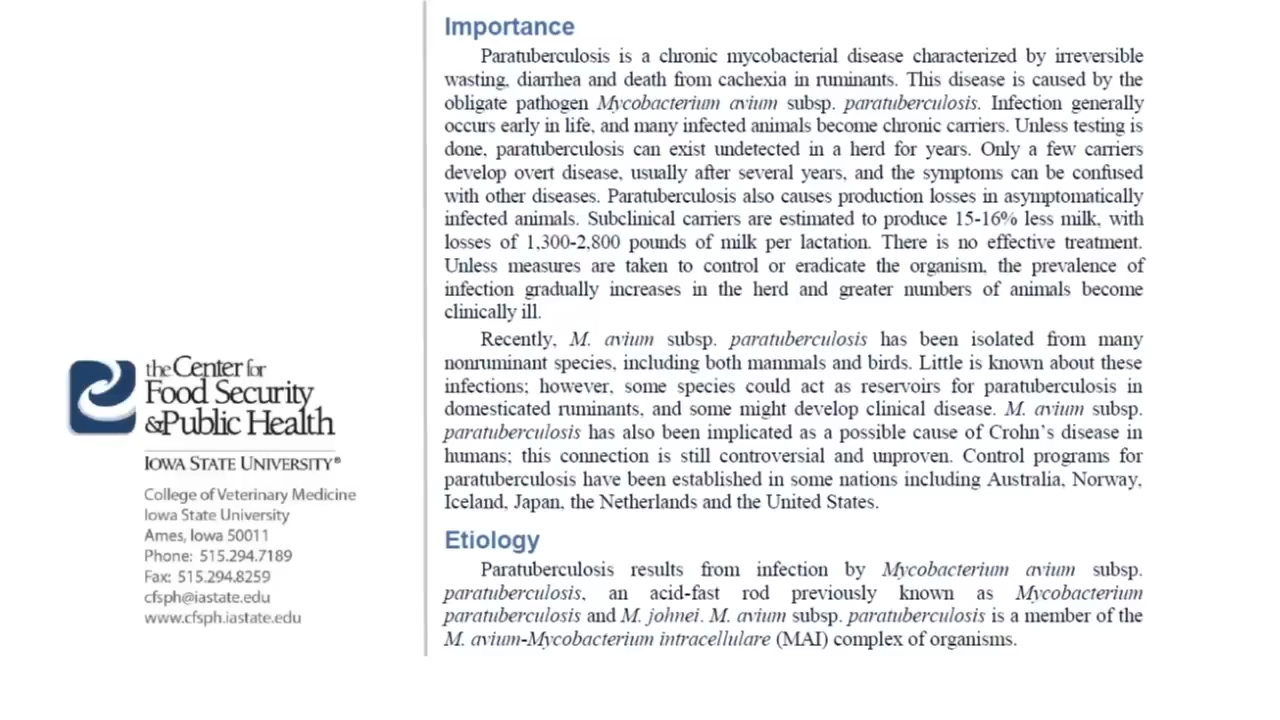 the Center for
Food Security
&Public Health
IOWA STATE UNIVERSITY®
College of Veterinary Medicine
Iowa State University
Ames, Iowa 50011
Phone: 515.294.7189
Fax: 515.294.8259
cfsph@iastate.edu
www.cfsph.iastate.edu
Importance
Paratuberculosis is a chronic mycobacterial disease characterized by irreversible
wasting, diarrhea and death from cachexia in ruminants. This disease is caused by the
obligate pathogen Mycobacterium avium subsp. paratuberculosis. Infection generally
occurs early in life, and many infected animals become chronic carriers. Unless testing is
done, paratuberculosis can exist undetected in a herd for years. Only a few carriers
develop overt disease, usually after several years, and the symptoms can be confused
with other diseases. Paratuberculosis also causes production losses in asymptomatically
infected animals. Subclinical carriers are estimated to produce 15-16% less milk, with
losses of 1,300-2,800 pounds of milk per lactation. There is no effective treatment.
Unless measures are taken to control or eradicate the organism, the prevalence of
infection gradually increases in the herd and greater numbers of animals become
clinically ill.
Recently, M. avium subsp. paratuberculosis has been isolated from many
nonruminant species, including both mammals and birds. Little is known about these
infections; however, some species could act as reservoirs for paratuberculosis in
domesticated ruminants, and some might develop clinical disease. M. avium subsp.
paratuberculosis has also been implicated as a possible cause of Crohn's disease in
humans; this connection is still controversial and unproven. Control programs for
paratuberculosis have been established in some nations including Australia, Norway,
Iceland, Japan, the Netherlands and the United States.
Etiology
Paratuberculosis results from infection by Mycobacterium avium subsp.
paratuberculosis, an acid-fast rod previously known as Mycobacterium
paratuberculosis and M. johnei. M. avium subsp. paratuberculosis is a member of the
M. avium-Mycobacterium intracellulare (MAI) complex of organisms.